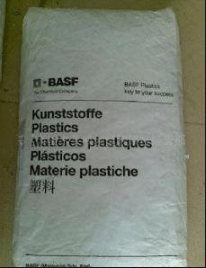 BASF
The Chemical Company
BASF Plastics
key to your success
Kunststoffe
Plastics
Matières plastiques
Plásticos
Materie plastiche
塑料